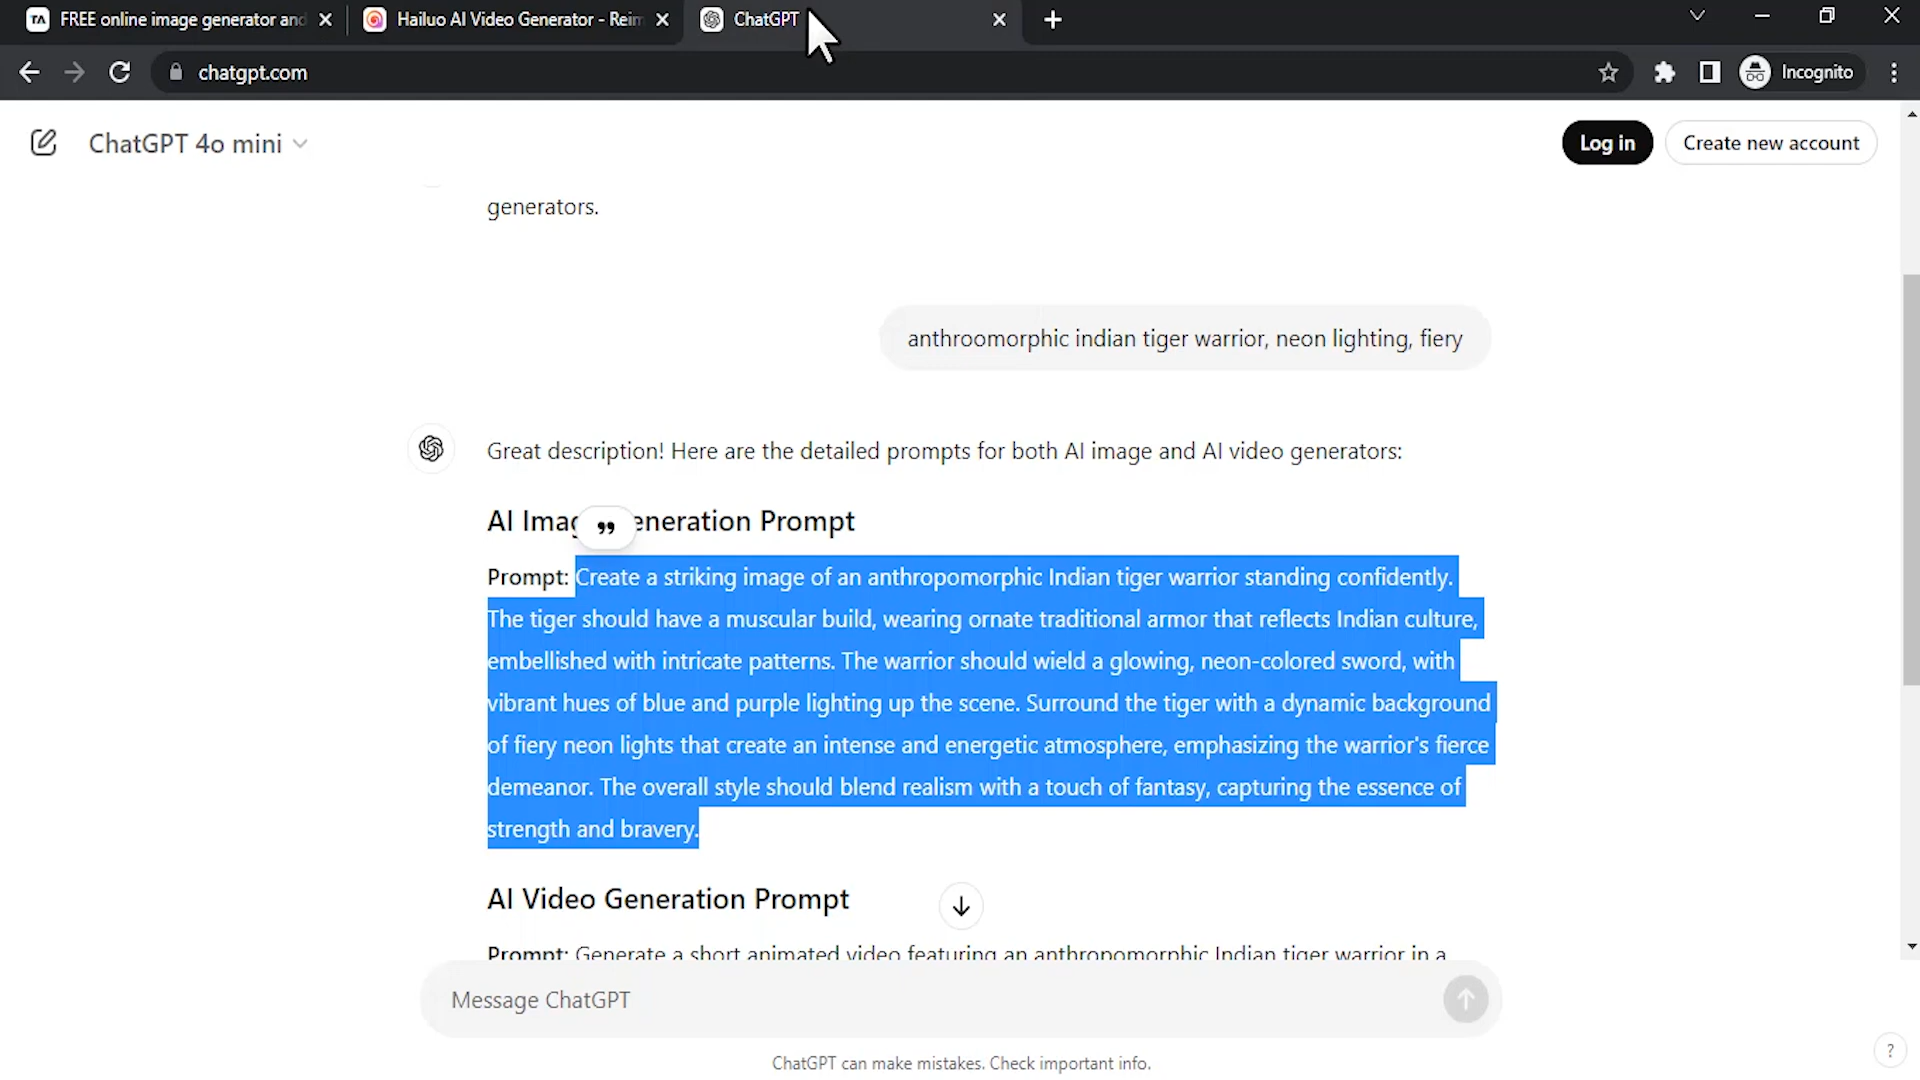 FREE online image generator and
Hailuo AI Video Generator - Reim
ChatGPT
chatgpt.com
Incognito
ChatGPT 4o mini
Log in
Create new account
generators.
anthroomorphic indian tiger warrior, neon lighting, fiery
Great description! Here are the detailed prompts for both AI image and AI video generators:
AI Imag eneration Prompt
Prompt: Create a striking image of an anthropomorphic Indian tiger warrior standing confidently.
The tiger should have a muscular build, wearing ornate traditional armor that reflects Indian culture,
embellished with intricate patterns. The warrior should wield a glowing, neon-colored sword, with
vibrant hues of blue and purple lighting up the scene. Surround the tiger with a dynamic background
of fiery neon lights that create an intense and energetic atmosphere, emphasizing the warrior's fierce
demeanor. The overall style should blend realism with a touch of fantasy, capturing the essence of
strength and bravery.
AI Video Generation Prompt
Prompt: Generate a short animated video featuring an anthropomorphic Indian tiger warrior in a
Message ChatGPT
ChatGPT can make mistakes. Check important info.
?